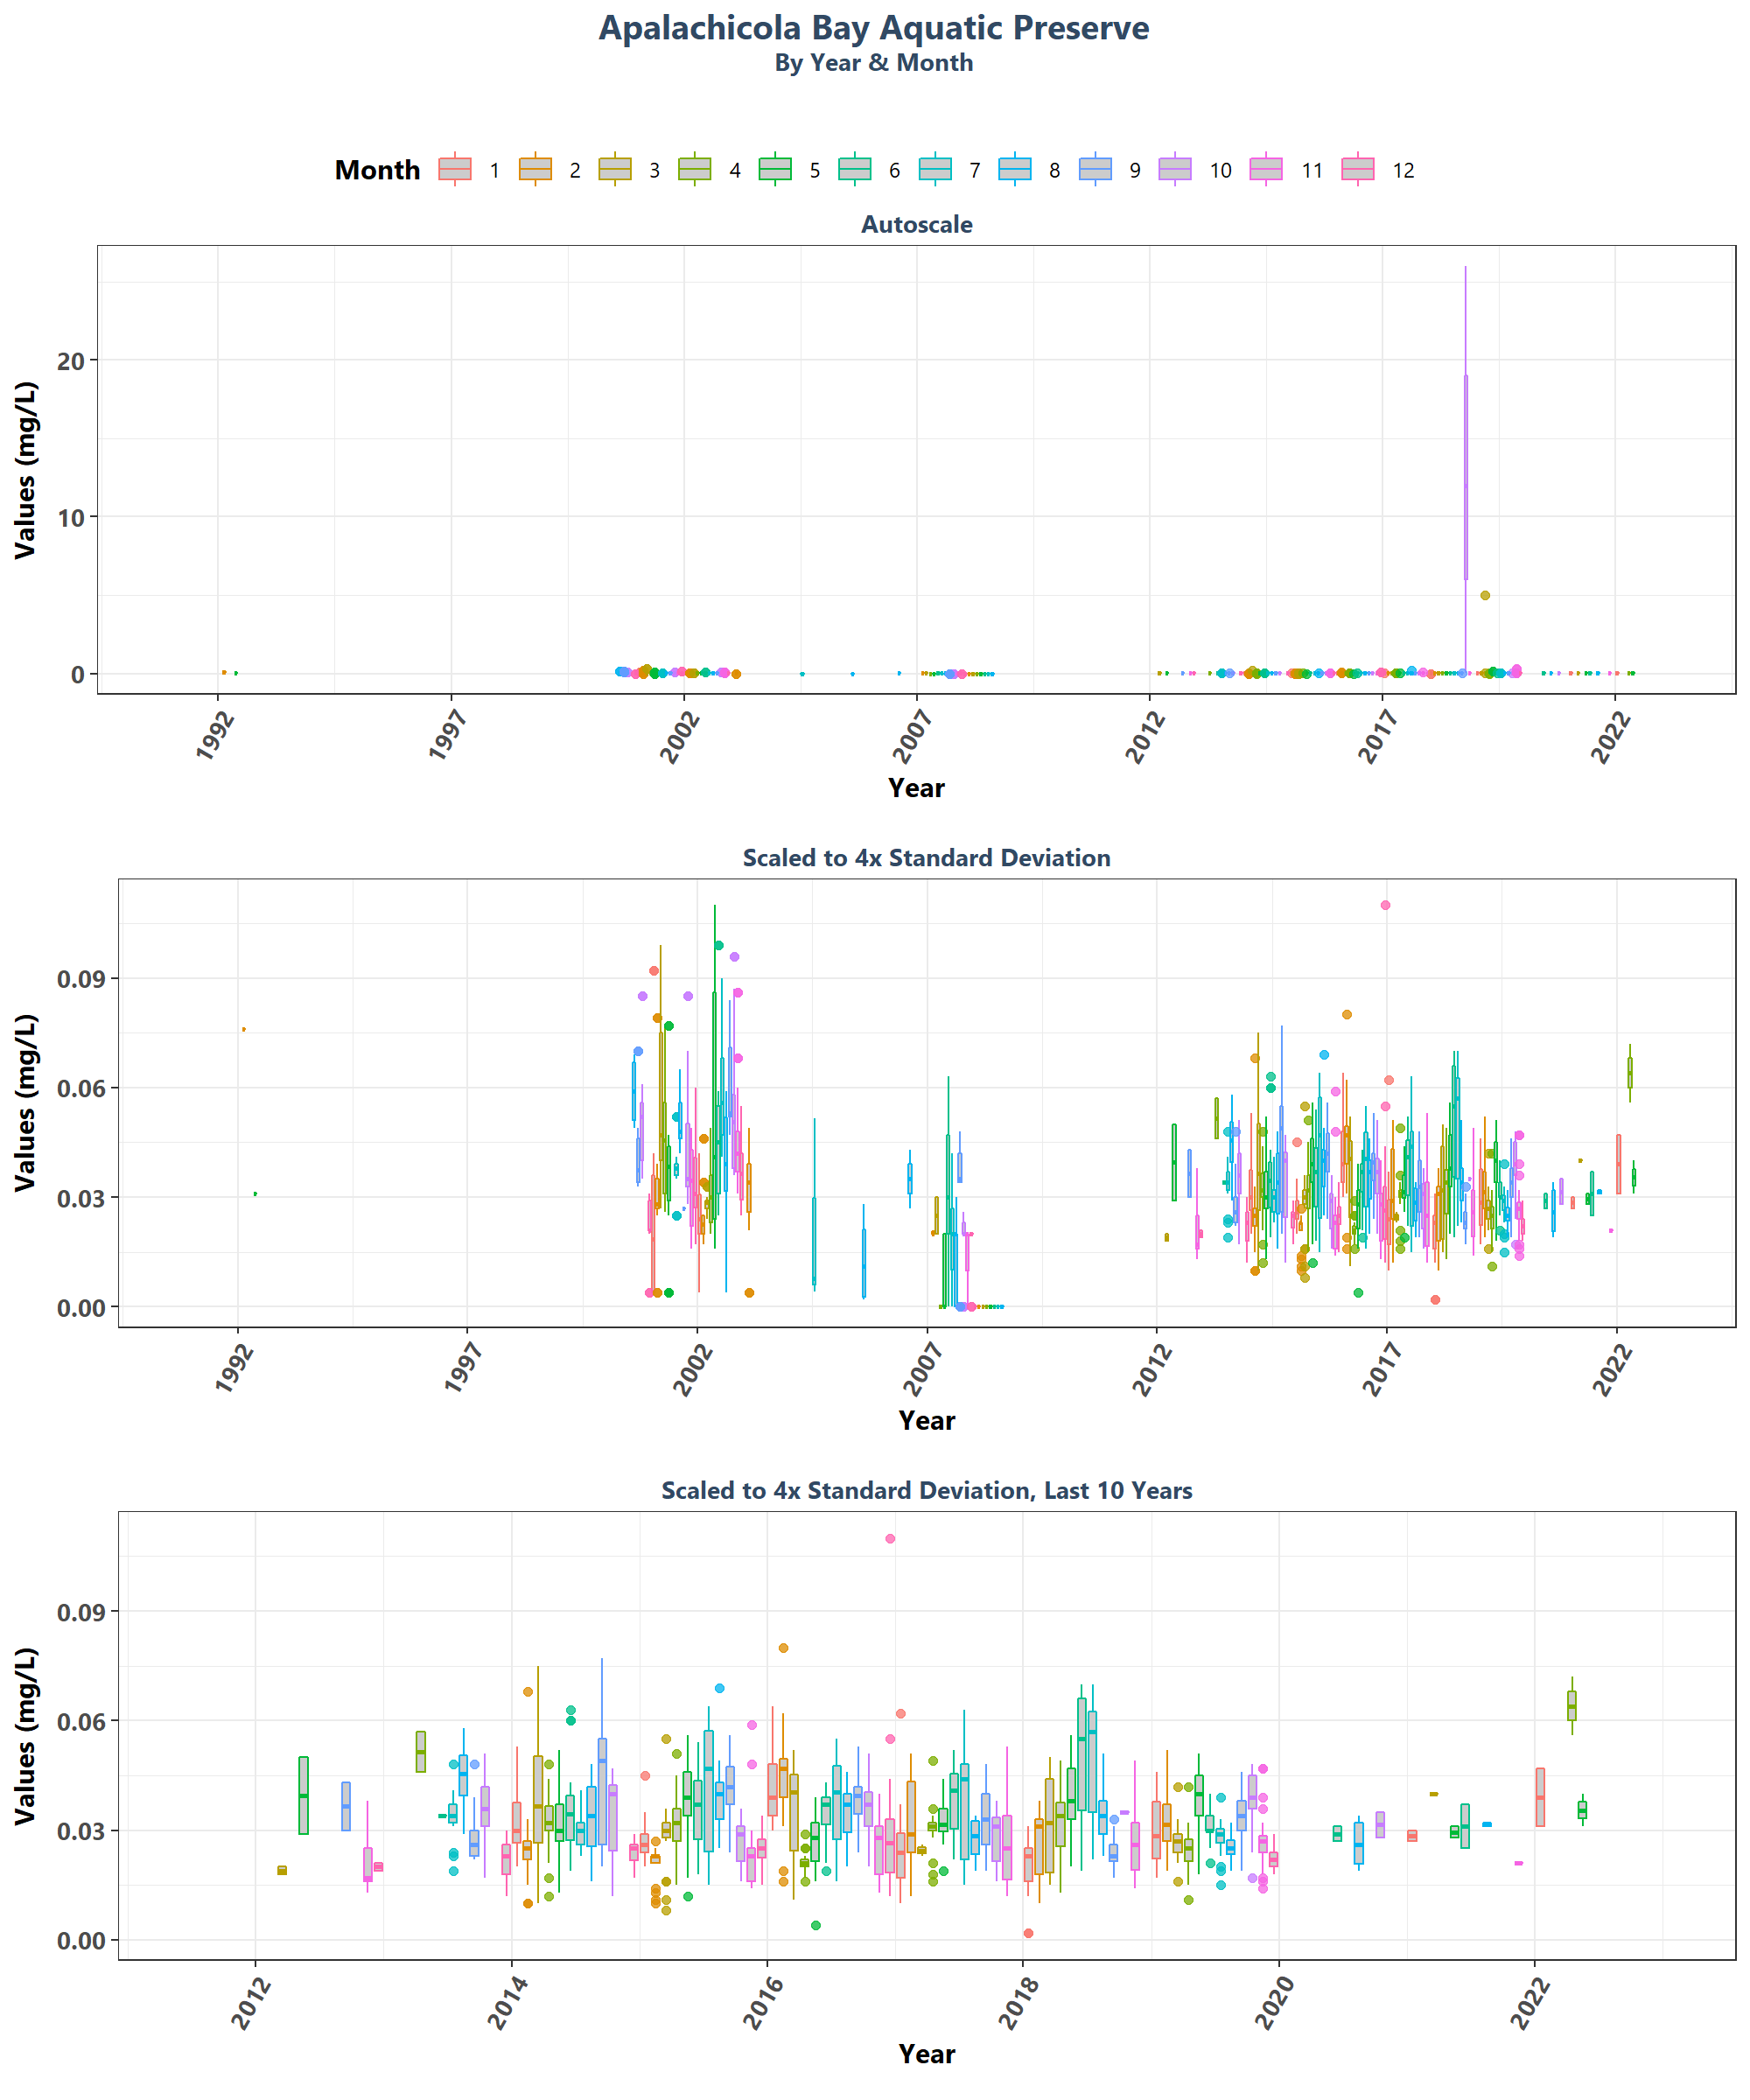 Apalachicola Bay Aquatic Preserve
By Year & Month
Month 1 2 3 4 5 6 7 8 9 10 11 12
Autoscale
Values (mg/L)
20
10
0
1992 1997 2002 2007 2012 2017 2022
Year
Scaled to 4x Standard Deviation
Values (mg/L)
0.09
0.06
0.03
0.00
1992 1997 2002 2007 2012 2017 2022
Year
Scaled to 4x Standard Deviation, Last 10 Years
Values (mg/L)
0.09
0.06
0.03
0.00
2012 2014 2016 2018 2020 2022
Year